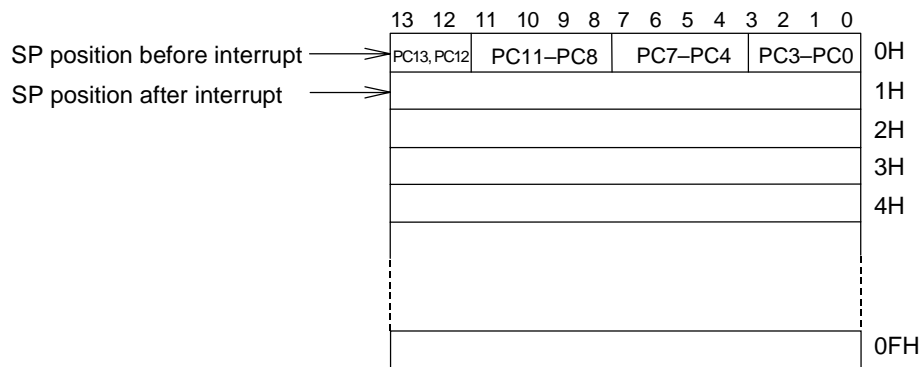 13 12 11 10 9 8 7 6 5 4 3 2 1 0
SP position before interrupt PC13, PC12 PC11–PC8 PC7–PC4 PC3–PC0 0H
SP position after interrupt 1H
2H
3H
4H
0FH